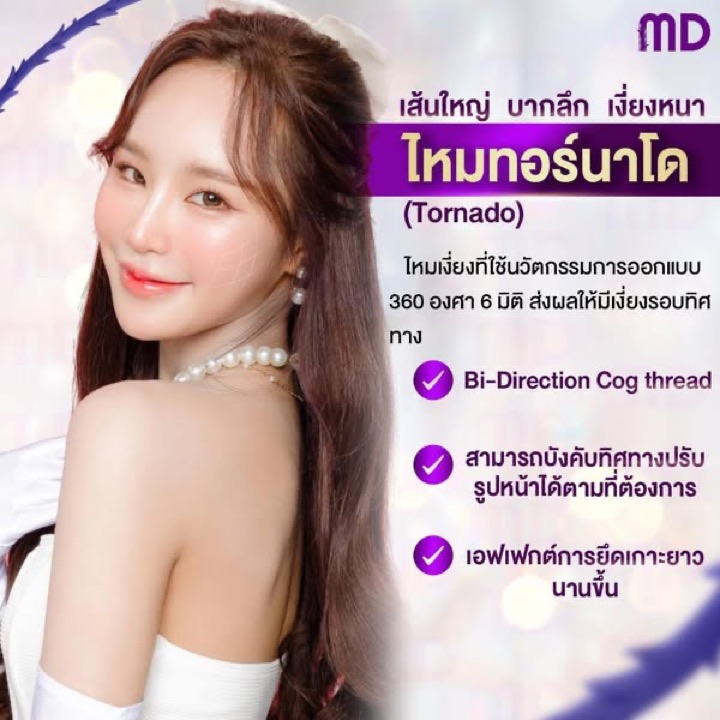 MD
เส้นใหญ่ บากลึก เงี่ยงหนา
ไหมทอร์นาโด
(Tornado)
ไหมเงี่ยงที่ใช้นวัตกรรมการออกแบบ
360 องศา 6 มิติ ส่งผลให้มีเงี่ยงรอบทิศ
ทาง
Bi-Direction Cog thread
สามารถบังคับทิศทางปรับ
รูปหน้าได้ตามที่ต้องการ
เอฟเฟกต์การยึดเกาะยาว
นานขึ้น